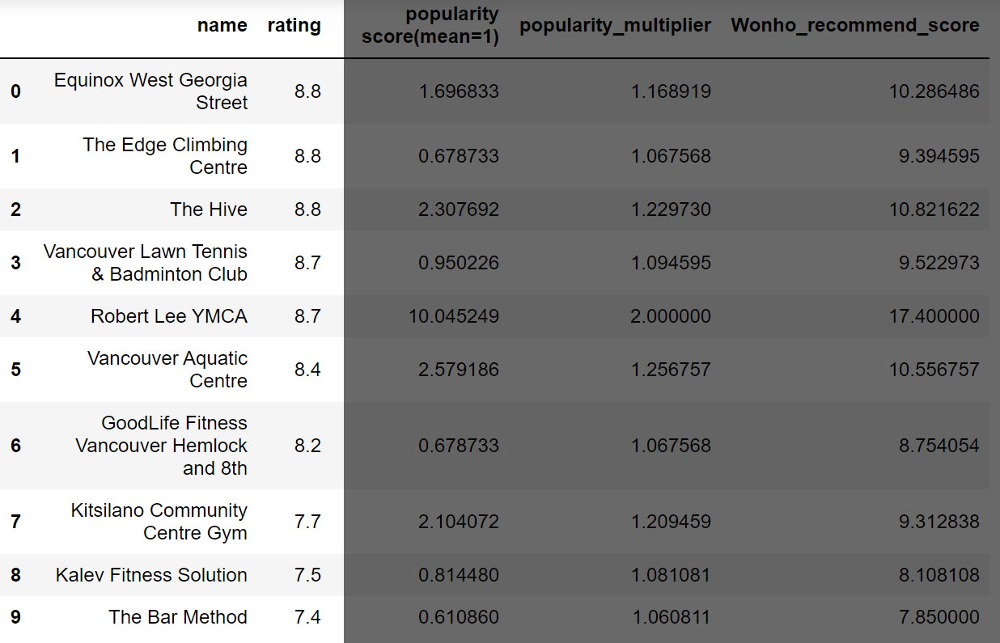 name rating popularity score(mean=1) popularity_multiplier Wonho_recommend_score
0 Equinox West Georgia Street 8.8 1.696833 1.168919 10.286486
1 The Edge Climbing Centre 8.8 0.678733 1.067568 9.394595
2 The Hive 8.8 2.307692 1.229730 10.821622
3 Vancouver Lawn Tennis & Badminton Club 8.7 0.950226 1.094595 9.522973
4 Robert Lee YMCA 8.7 10.045249 2.000000 17.400000
5 Vancouver Aquatic Centre 8.4 2.579186 1.256757 10.556757
6 GoodLife Fitness Vancouver Hemlock and 8th 8.2 0.678733 1.067568 8.754054
7 Kitsilano Community Centre Gym 7.7 2.104072 1.209459 9.312838
8 Kalev Fitness Solution 7.5 0.814480 1.081081 8.108108
9 The Bar Method 7.4 0.610860 1.060811 7.850000